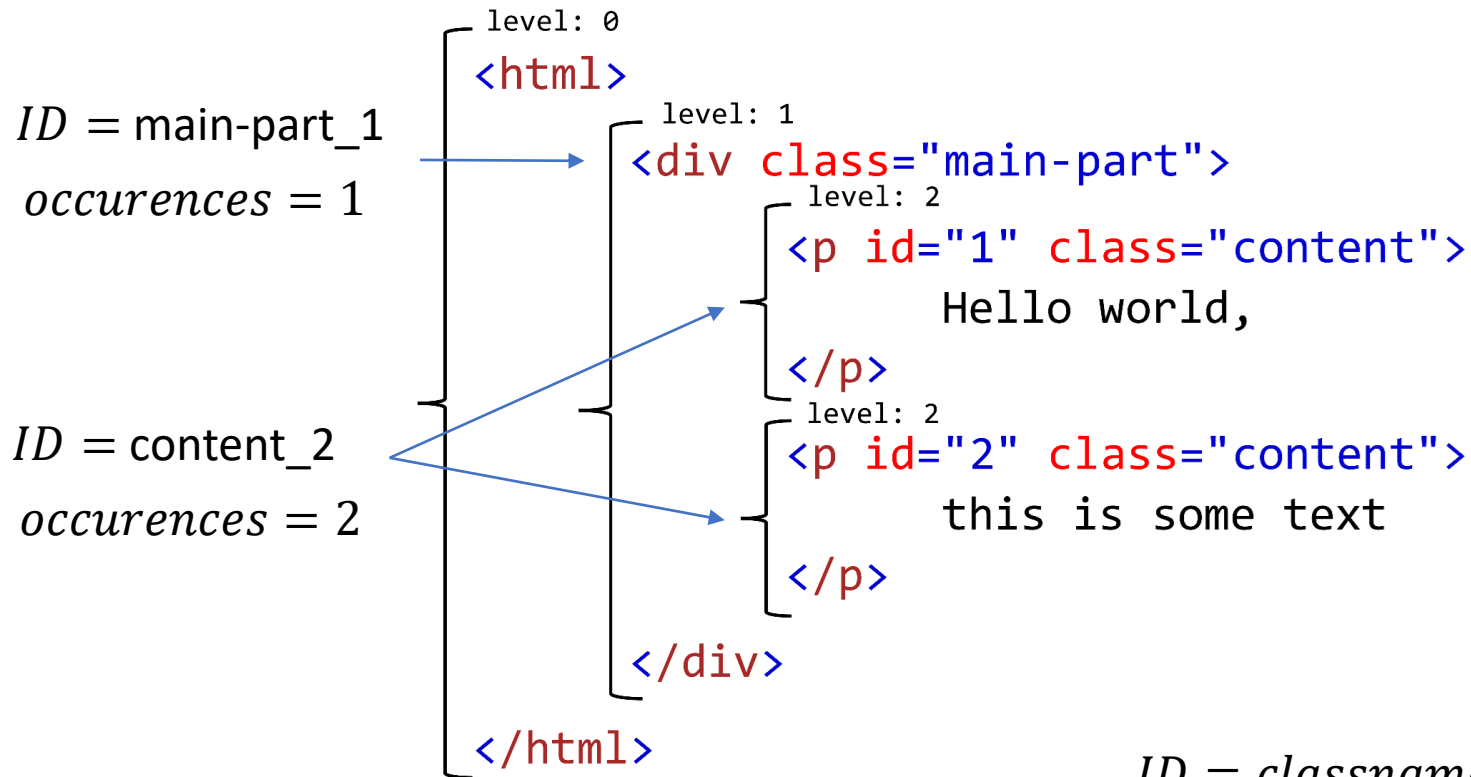 level: 0
<html>
ID = main-part_1
occurences = 1
level: 1
<div class="main-part">
level: 2
<p id="1" class="content">
Hello world,
</p>
ID = content_2
occurences = 2
level: 2
<p id="2" class="content">
this is some text
</p>
</div>
</html>
ID =